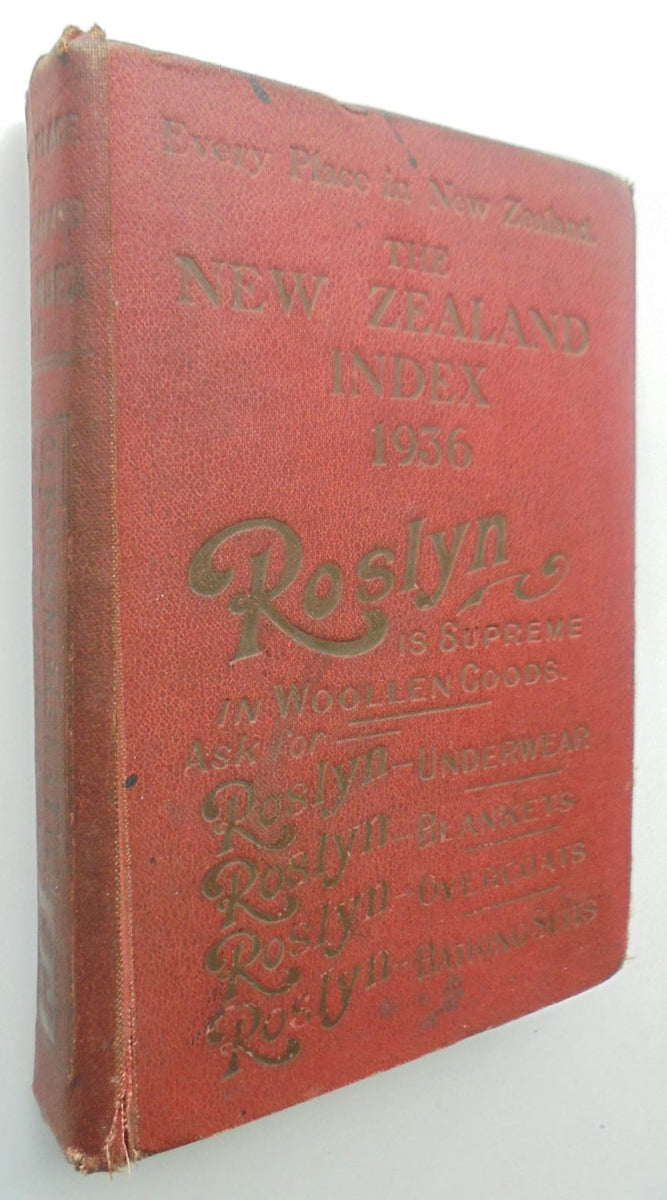 Every Place in New Zealand.
THE
NEW ZEALAND
INDEX
1936
Roslyn
IS SUPREME
IN WOOLLEN GOODS.
Ask for
Roslyn—UNDERWEAR
Roslyn—BLANKETS
Roslyn—OVERCOATS
Roslyn—BATHING SUITS